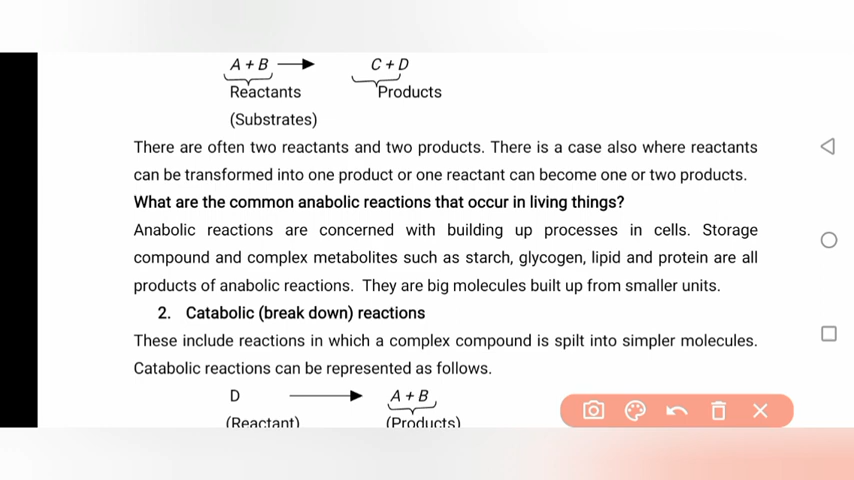 A + B ⟶ C + D
Reactants Products
(Substrates)
There are often two reactants and two products. There is a case also where reactants
can be transformed into one product or one reactant can become one or two products.
What are the common anabolic reactions that occur in living things?
Anabolic reactions are concerned with building up processes in cells. Storage
compound and complex metabolites such as starch, glycogen, lipid and protein are all
products of anabolic reactions. They are big molecules built up from smaller units.
2. Catabolic (break down) reactions
These include reactions in which a complex compound is spilt into simpler molecules.
Catabolic reactions can be represented as follows.
D ⟶ A + B
(Reactant) (Products)